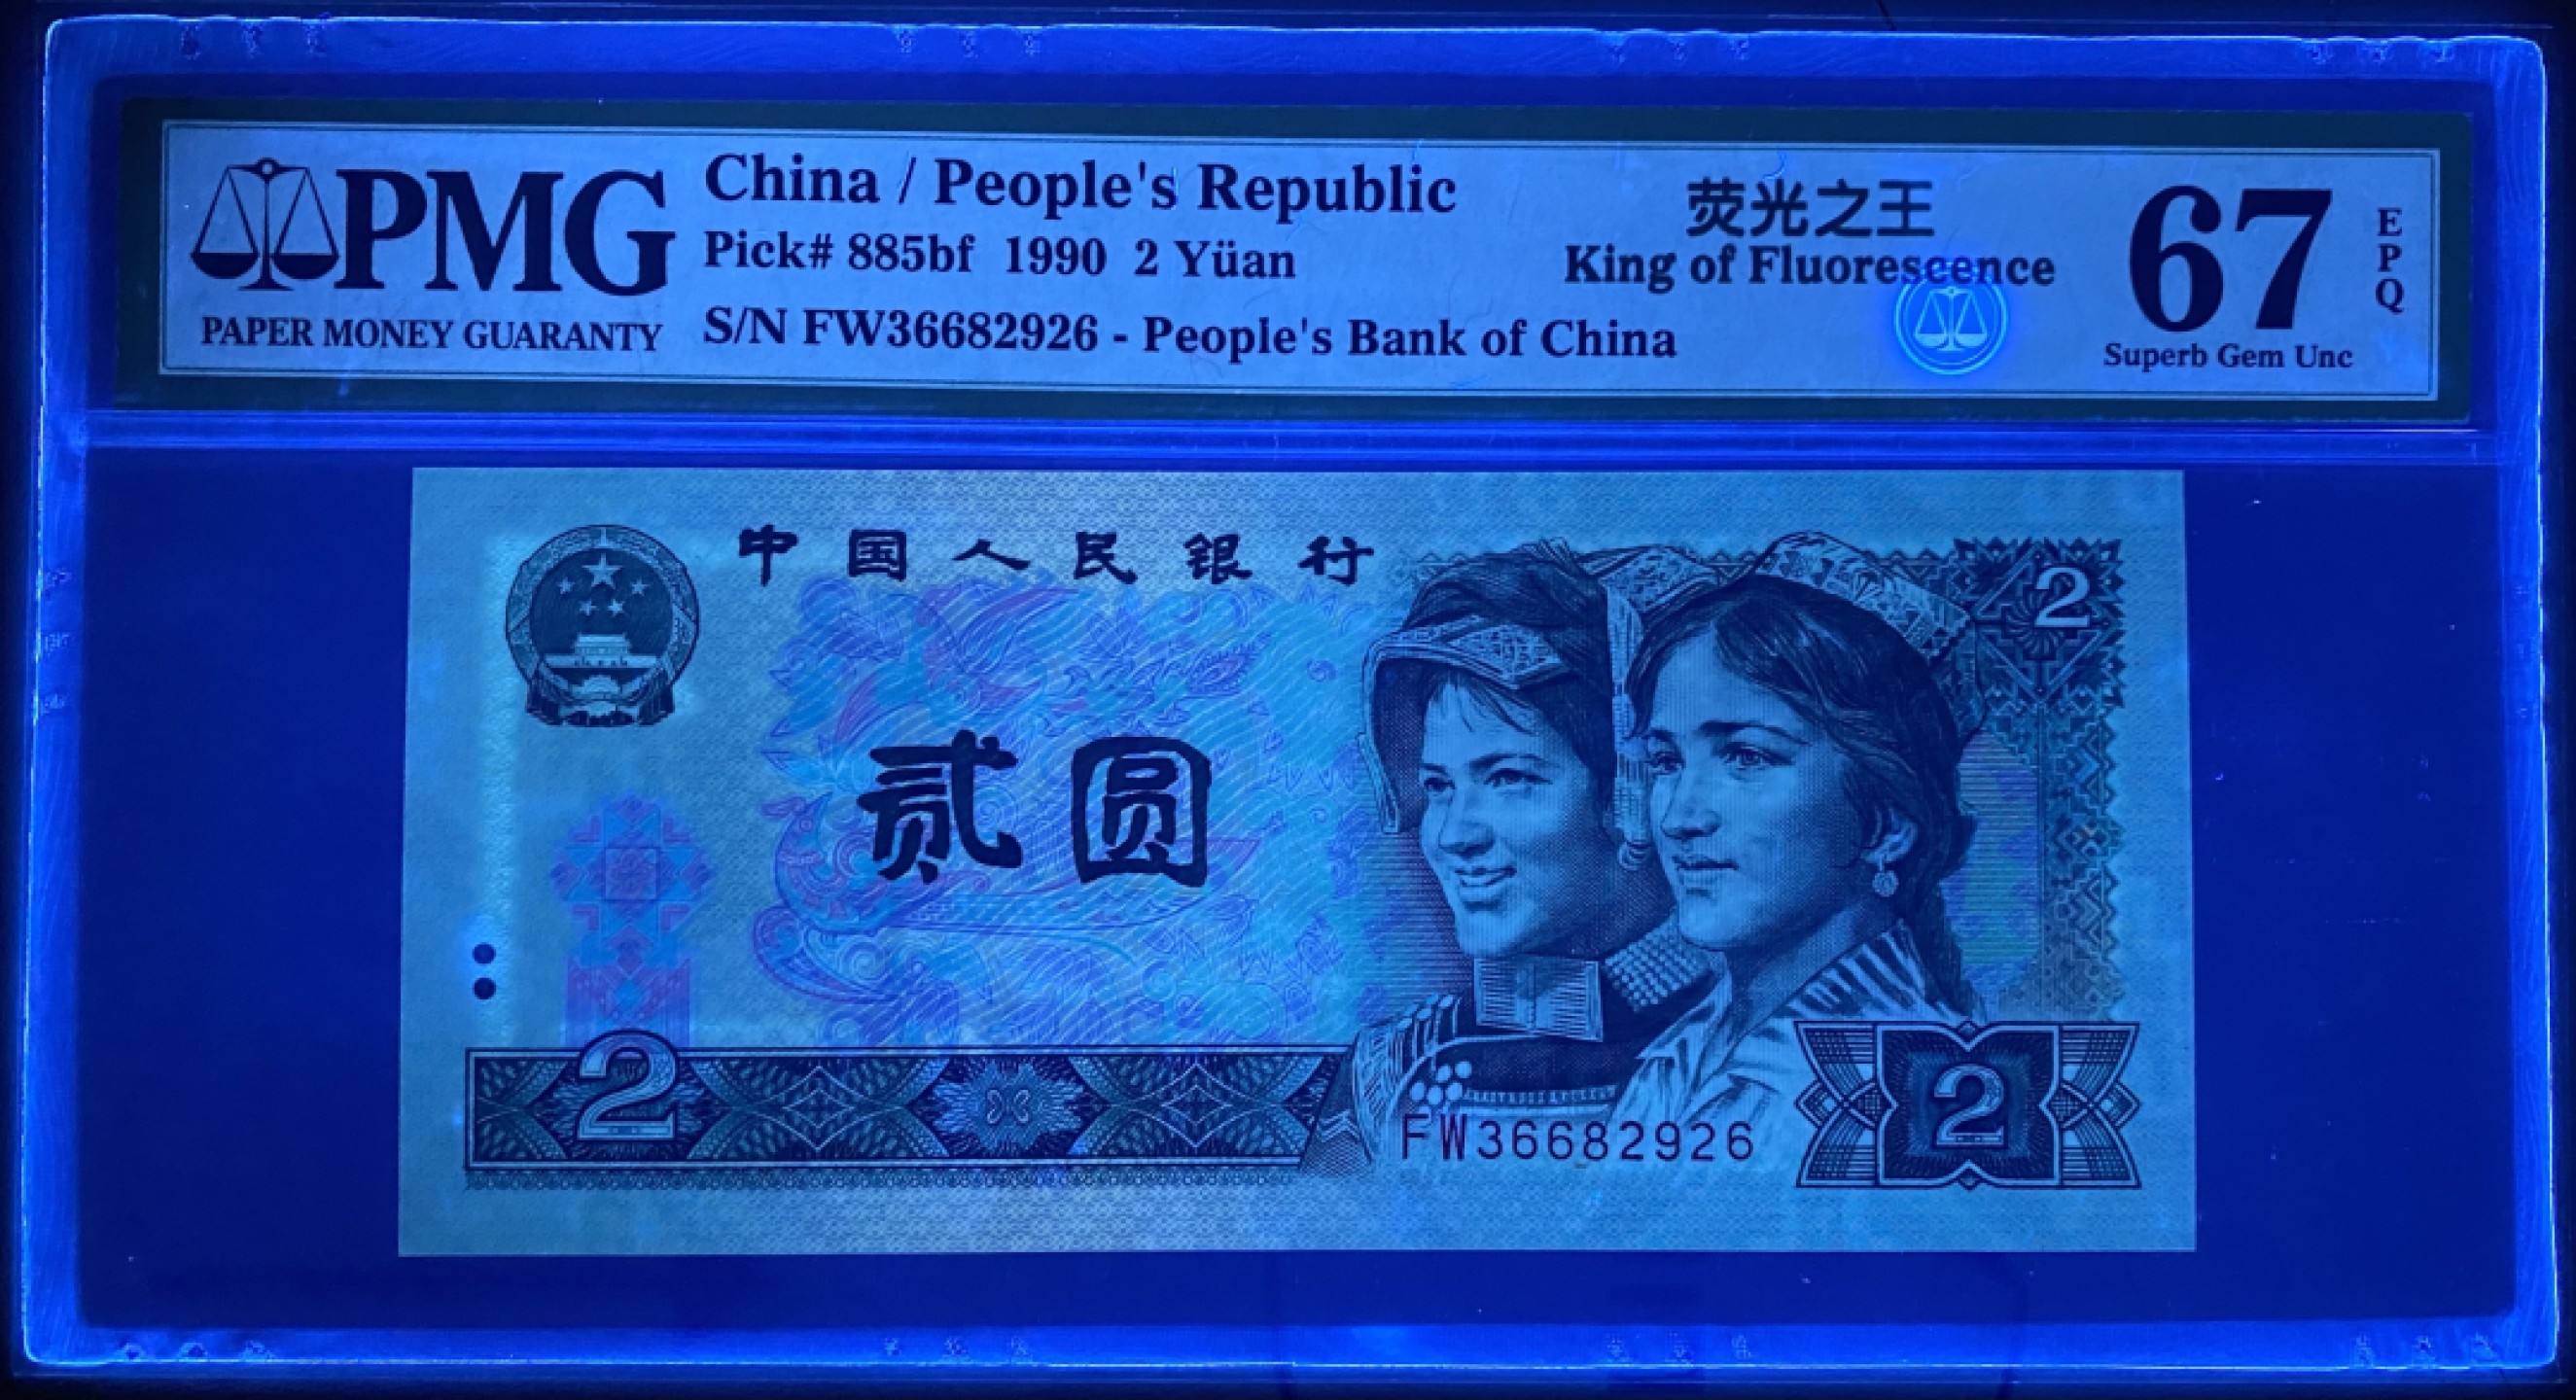 PMG
PAPER MONEY GUARANTY
China / People's Republic
Pick# 885bf 1990 2 Yüan
S/N FW36682926 - People's Bank of China
荧光之王
King of Fluorescence
67
EPQ
Superb Gem Unc
中国人民银行
2
贰圆
2
FW36682926
2